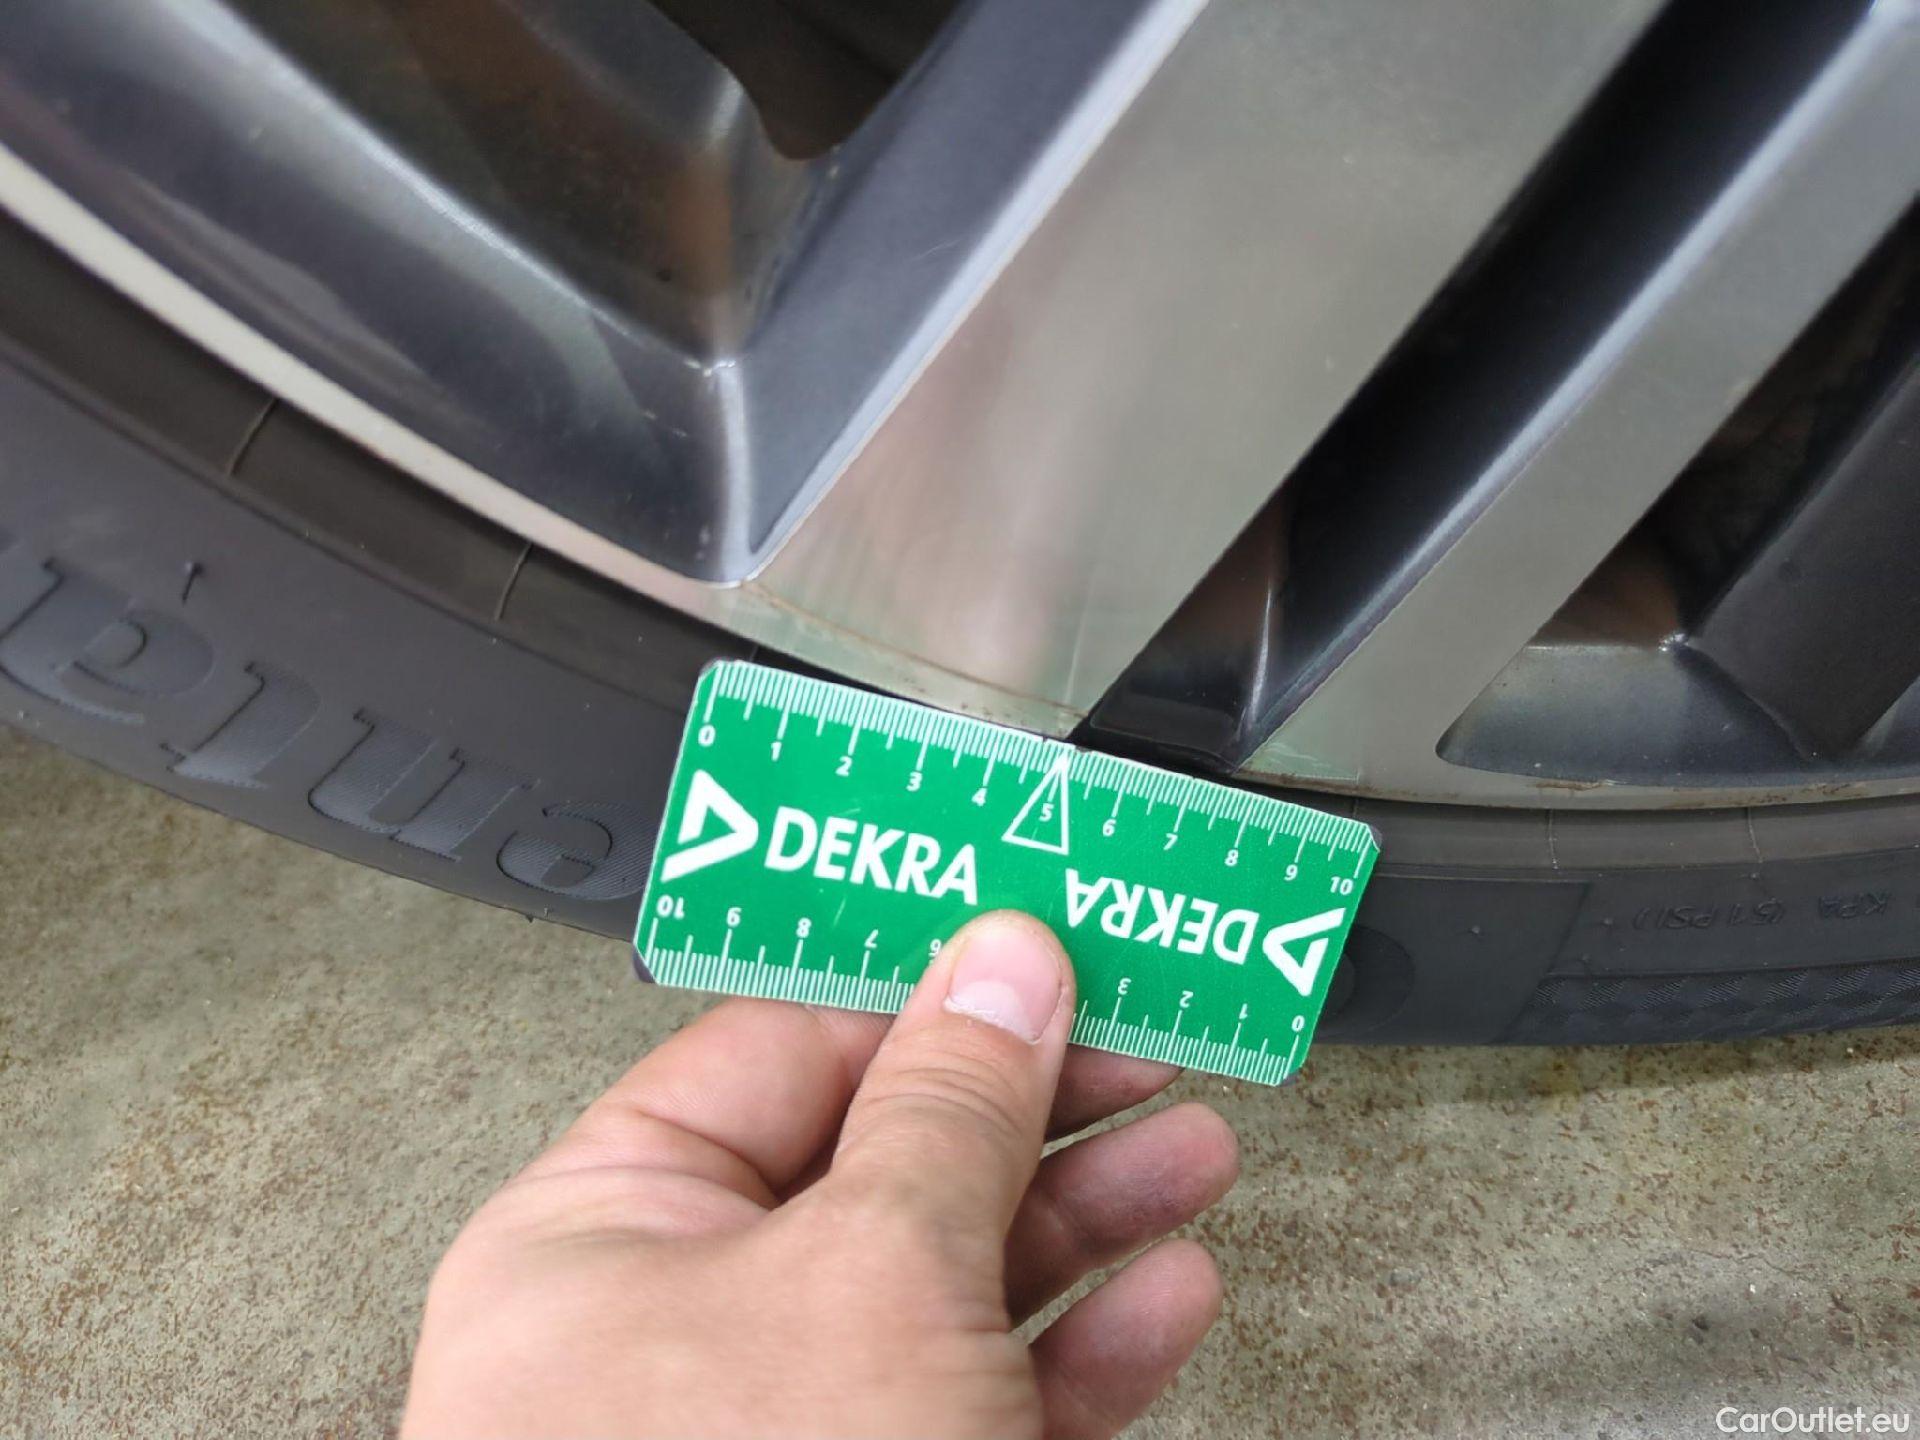 ena
KPA (51 PSI)
0 1 2 3 4 5 6 7 8 9 10
DEKRA
DEKRA
10 9 8 7 6 3 2 1 0
CarOutlet.eu